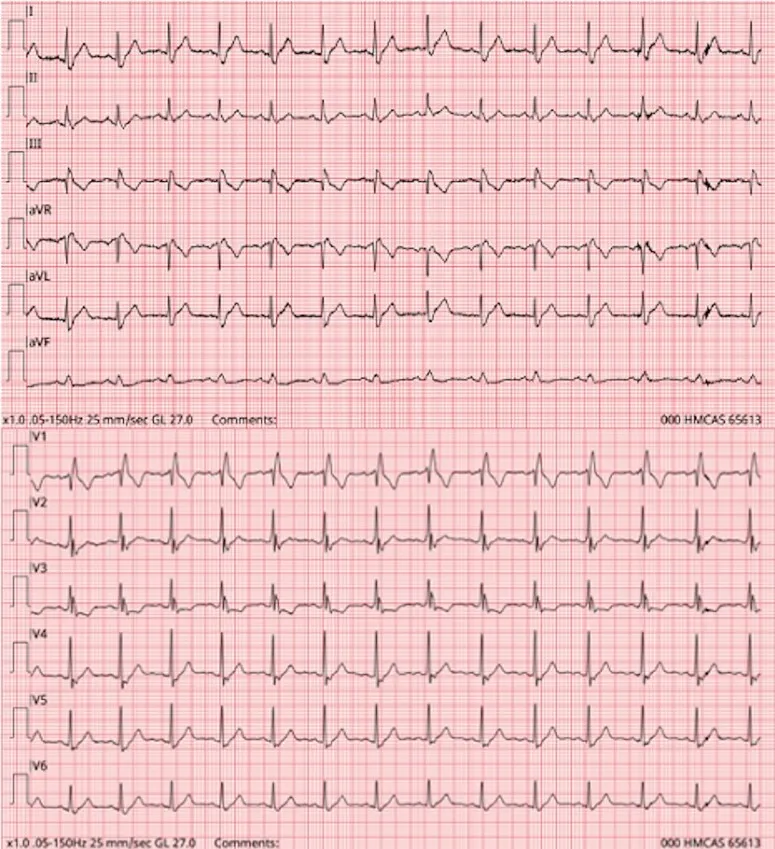 I
II
III
aVR
aVL
aVF
x1.0 .05-150Hz 25 mm/sec GL 27.0 Comments: 000 HMCAS 65613
V1
V2
V3
V4
V5
V6
x1.0 .05-150Hz 25 mm/sec GL 27.0 Comments: 000 HMCAS 65613